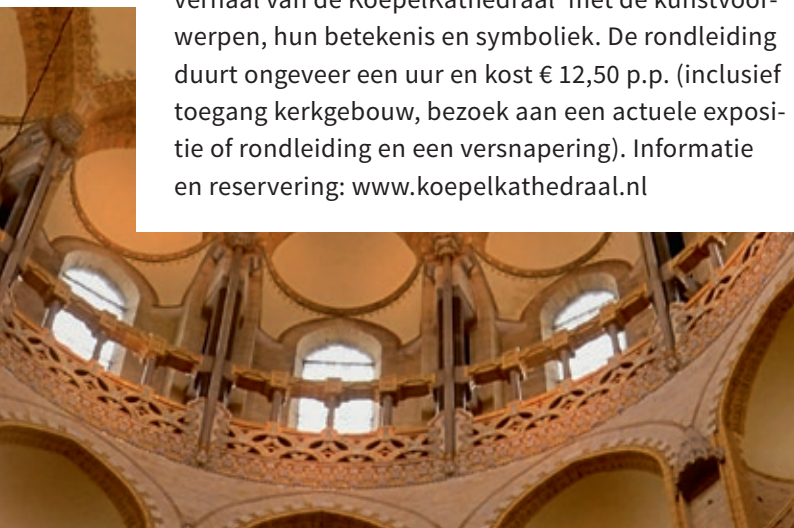 verhaal van de KoepelKathedraal met de kunstvoor-
werpen, hun betekenis en symboliek. De rondleiding
duurt ongeveer een uur en kost € 12,50 p.p. (inclusief
toegang kerkgebouw, bezoek aan een actuele exposi-
tie of rondleiding en een versnapering). Informatie
en reservering: www.koepelkathedraal.nl